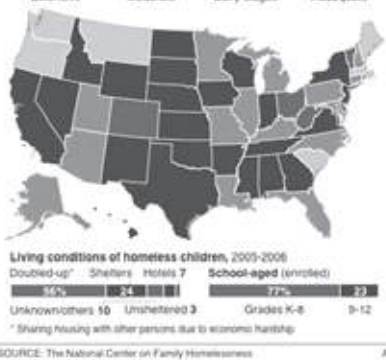 Living conditions of homeless children, 2005-2006
Doubled-up* Shelters Hotels 7 School-aged (enrolled)
56% 24 77% 23
Unknown/others 10 Unsheltered 3 Grades K-8 9-12
* Sharing housing with other persons due to economic hardship
SOURCE: The National Center on Family Homelessness